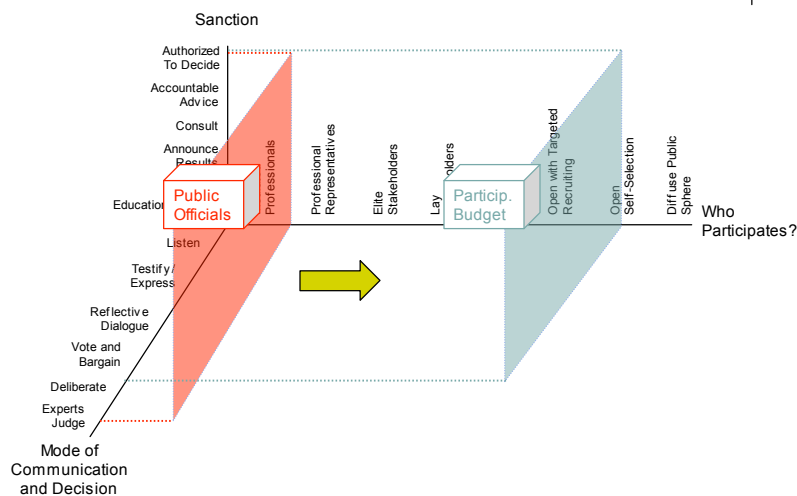 Sanction
Authorized
To Decide
Accountable
Advice
Consult
Announce
Results
Education
Public
Officials
Professionals
Professional
Representatives
Elite
Stakeholders
Lay
Particip.
Budget
Open with Targeted
Recruiting
Open
Self-Selection
Diffuse Public
Sphere
Who
Participates?
Listen
Testify/
Express
Reflective
Dialogue
Vote and
Bargain
Deliberate
Experts
Judge
Mode of
Communication
and Decision